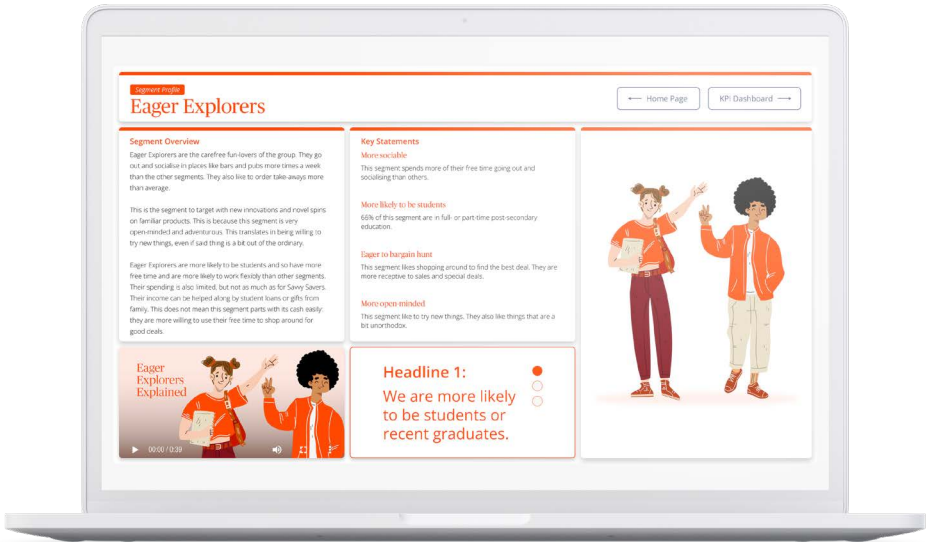 Segment Profile
Eager Explorers
← Home Page
KPI Dashboard →
Segment Overview
Eager Explorers are the carefree fun-lovers of the group. They go
out and socialise in places like bars and pubs more times a week
than the other segments. They also like to order take-aways more
than average.
This is the segment to target with new innovations and novel spins
on familiar products. This is because this segment is very
open-minded and adventurous. This translates in being willing to
try new things, even if said thing is a bit out of the ordinary.
Eager Explorers are more likely to be students and so have more
free time and are more likely to work flexibly than other segments.
Their spending is also limited, but not as much as for Savvy Savers.
Their income can be helped along by student loans or gifts from
family. This does not mean this segment parts with its cash easily:
they are more willing to use their free time to shop around for
good deals.
Key Statements
More sociable
This segment spends more of their free time going out and
socialising than others.
More likely to be students
66% of this segment are in full- or part-time post-secondary
education.
Eager to bargain hunt
This segment likes shopping around to find the best deal. They are
more receptive to sales and special deals.
More open minded
This segment like to try new things. They also like things that are a
bit unorthodox.
Eager
Explorers
Explained
00:00 / 0:39
Headline 1:
We are more likely
to be students or
recent graduates.